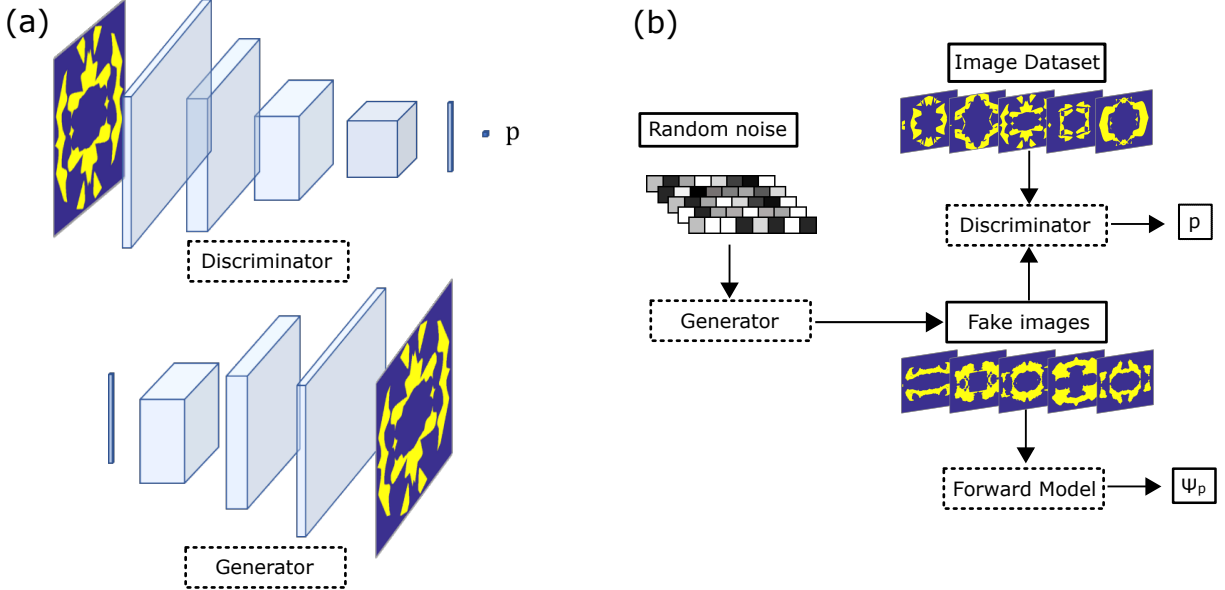 (a)
p
Discriminator
Generator
(b)
Image Dataset
Random noise
Discriminator
p
Generator
Fake images
Forward Model
Ψp